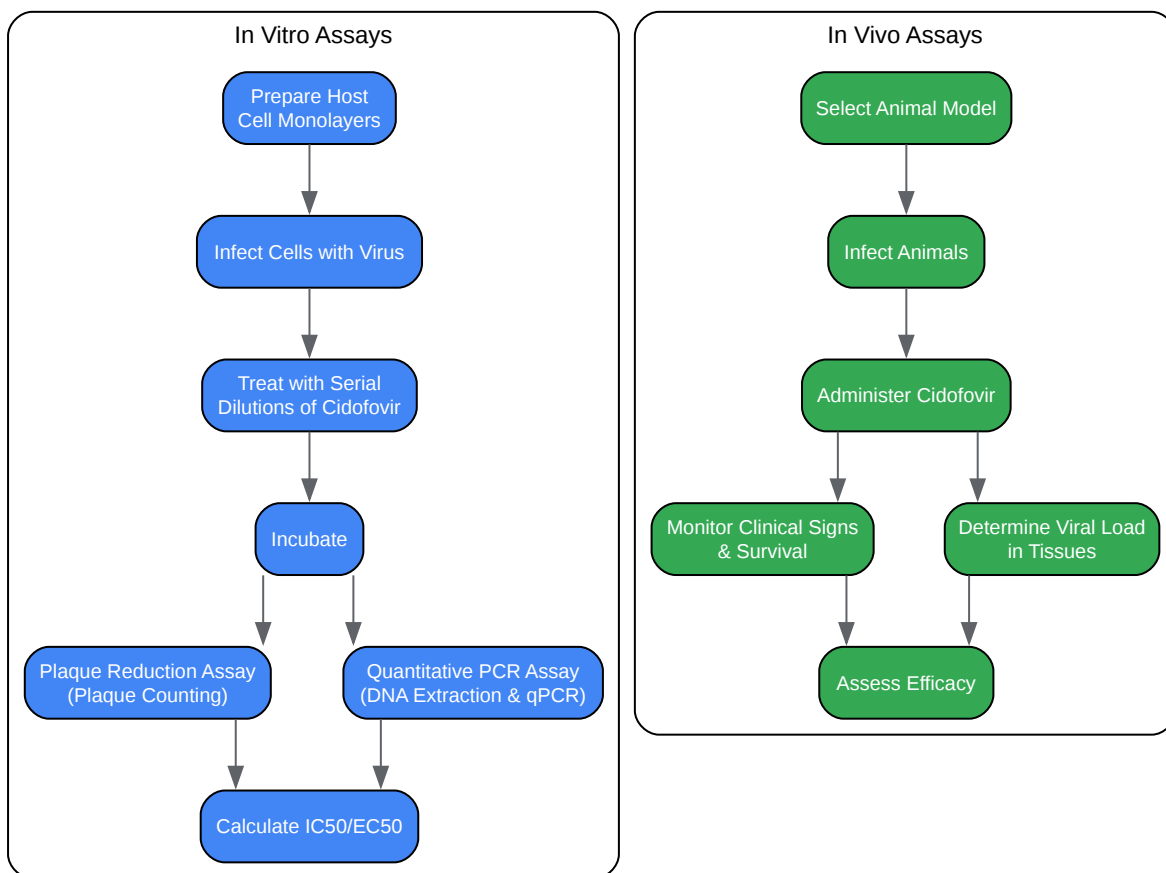 In Vitro Assays
Prepare Host
Cell Monolayers
Infect Cells with Virus
Treat with Serial
Dilutions of Cidofovir
Incubate
Plaque Reduction Assay
(Plaque Counting)
Quantitative PCR Assay
(DNA Extraction & qPCR)
Calculate IC50/EC50
In Vivo Assays
Select Animal Model
Infect Animals
Administer Cidofovir
Monitor Clinical Signs
& Survival
Determine Viral Load
in Tissues
Assess Efficacy